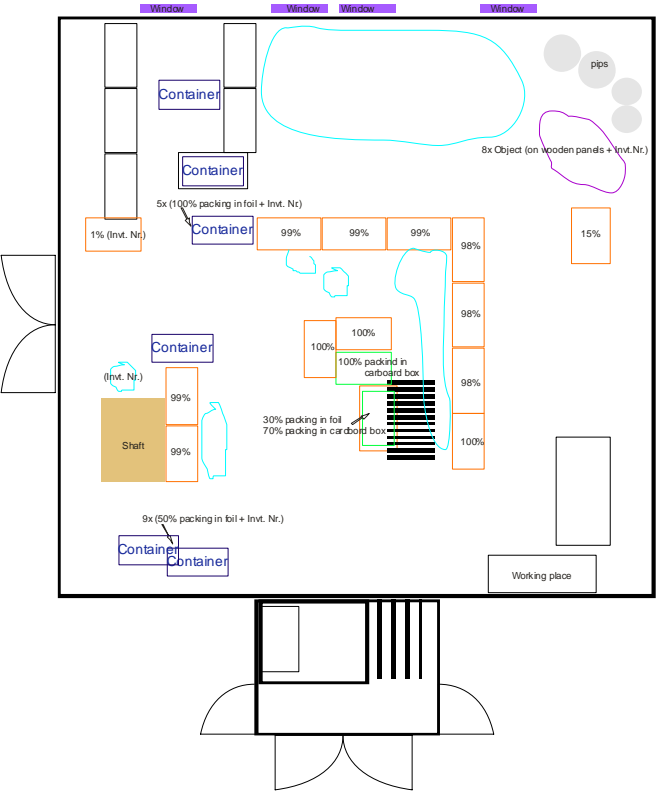 Window
Window
Window
Window
pips
Container
8x Object (on wooden panels + Invt.Nr.)
Container
5x (100% packing in foil + Invt. Nr.)
1% (Invt. Nr.)
Container
99%
99%
99%
98%
15%
98%
100%
100%
Container
100% packind in
carboard box
(Invt. Nr.)
98%
99%
30% packing in foil
70% packing in cardbord box
100%
Shaft
99%
9x (50% packing in foil + Invt. Nr.)
Container
Container
Working place